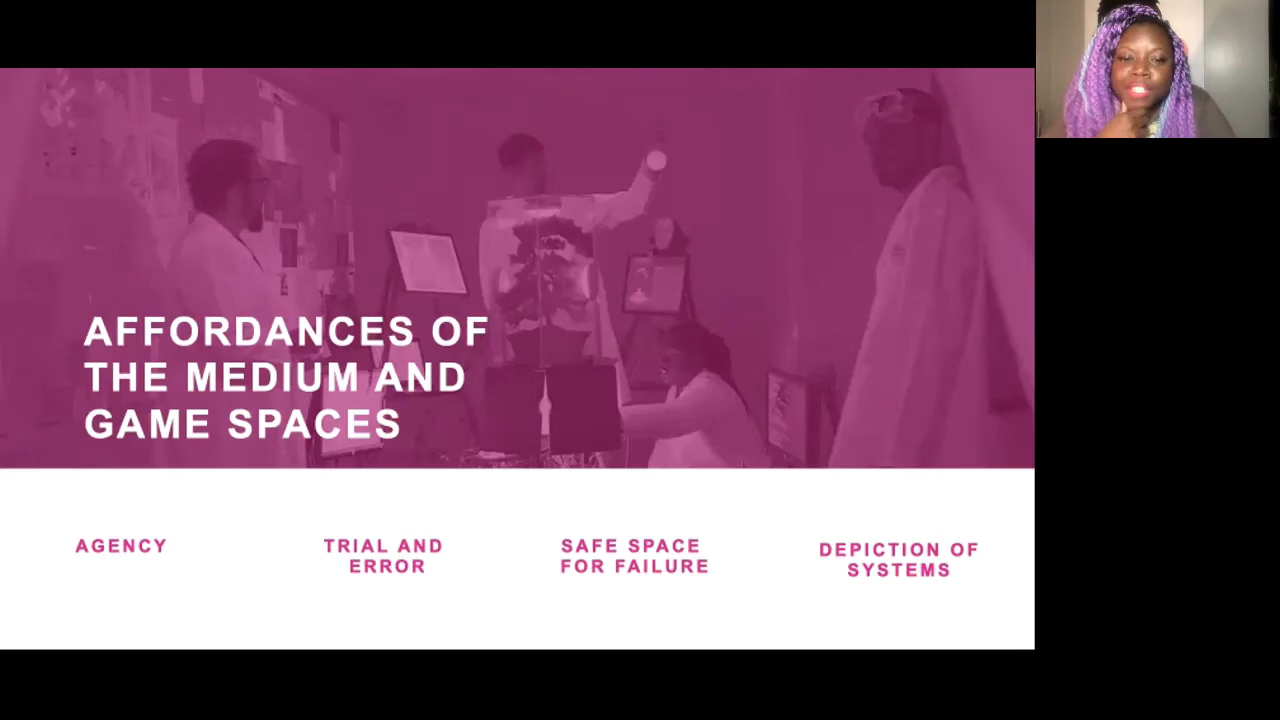 AFFORDANCES OF
THE MEDIUM AND
GAME SPACES
AGENCY
TRIAL AND
ERROR
SAFE SPACE
FOR FAILURE
DEPICTION OF
SYSTEMS